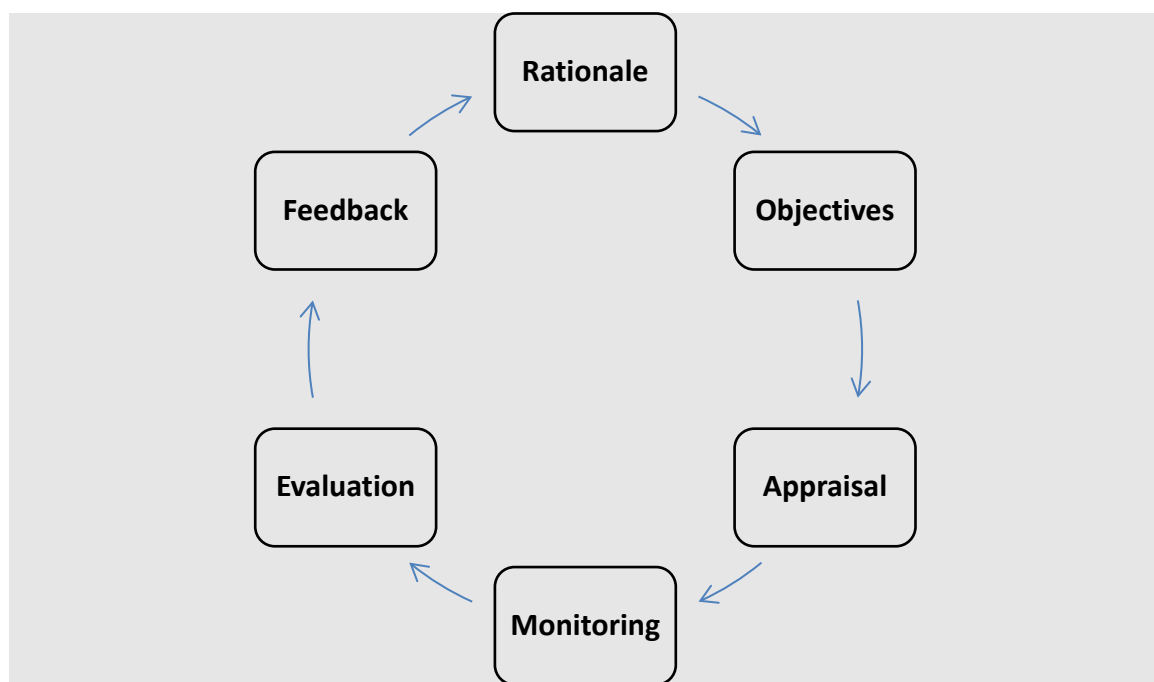 Rationale
Objectives
Appraisal
Monitoring
Evaluation
Feedback